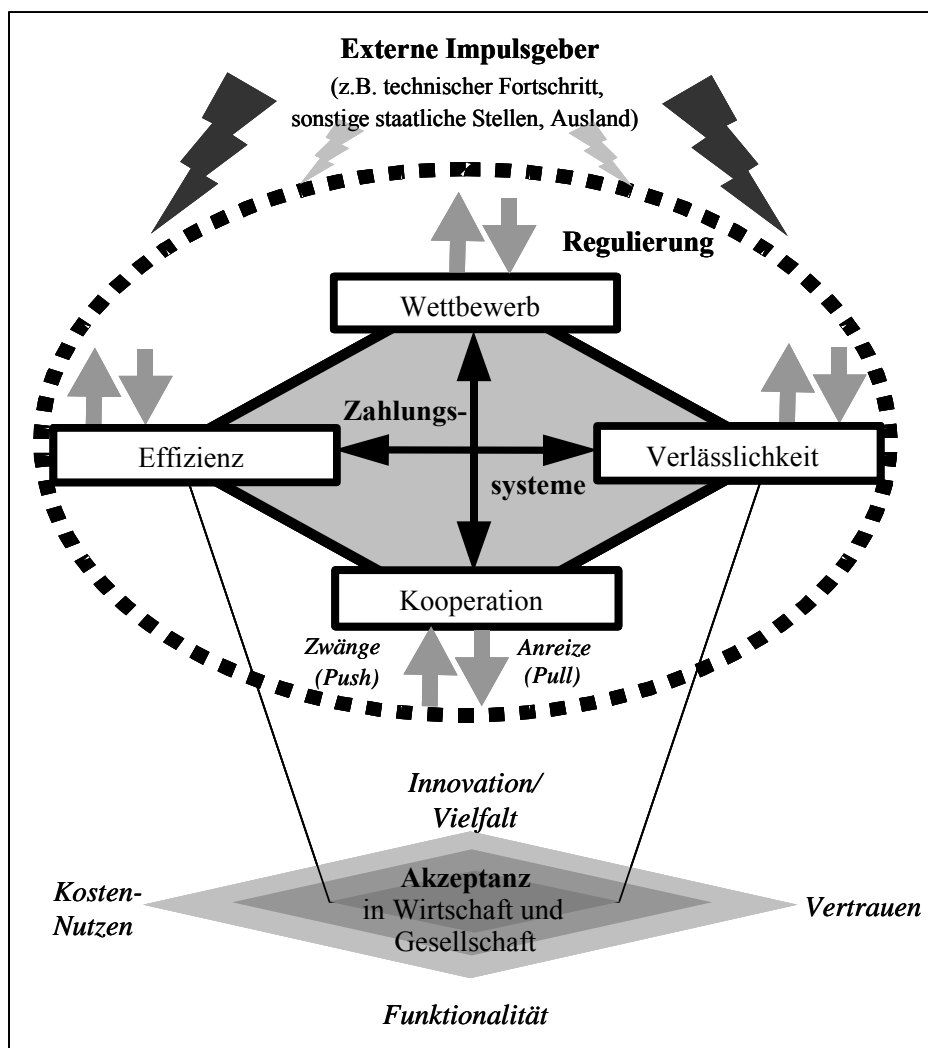 Externe Impulsgeber
(z.B. technischer Fortschritt,
sonstige staatliche Stellen, Ausland)
Regulierung
Wettbewerb
Zahlungs-
Effizienz
Verlässlichkeit
systeme
Kooperation
Zwänge
(Push)
Anreize
(Pull)
Innovation/
Vielfalt
Kosten-
Nutzen
Akzeptanz
in Wirtschaft und
Gesellschaft
Vertrauen
Funktionalität